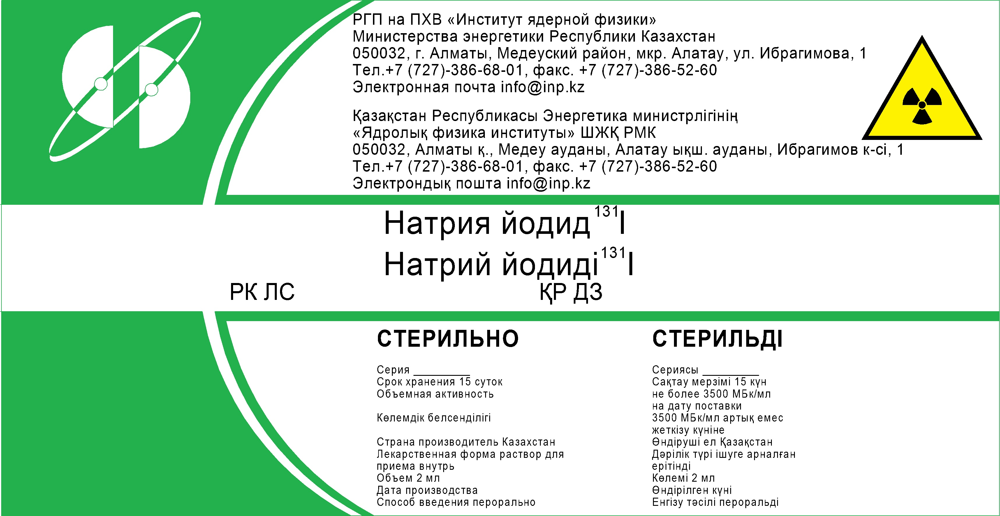 РГП на ПХВ «Институт ядерной физики»
Министерства энергетики Республики Казахстан
050032, г. Алматы, Медеуский район, мкр. Алатау, ул. Ибрагимова, 1
Тел.+7 (727)-386-68-01, факс. +7 (727)-386-52-60
Электронная почта info@inp.kz
Қазақстан Республикасы Энергетика министрлігінің
«Ядролық физика институты» ШЖҚ РМК
050032, Алматы қ., Медеу ауданы, Алатау ықш. ауданы, Ибрагимов к-сі, 1
Тел.+7 (727)-386-68-01, факс. +7 (727)-386-52-60
Электрондық пошта info@inp.kz
Натрия йодид ¹³¹I
Натрий йодиді ¹³¹I
РК ЛС
ҚР ДЗ
СТЕРИЛЬНО
Серия _________
Срок хранения 15 суток
Объемная активность
Көлемдік белсенділігі
Страна производитель Казахстан
Лекарственная форма раствор для
приема внутрь
Объем 2 мл
Дата производства
Способ введения перорально
СТЕРИЛЬДІ
Сериясы _________
Сақтау мерзімі 15 күн
не более 3500 МБк/мл
на дату поставки
3500 МБк/мл артық емес
жеткізу күніне
Өндіруші ел Қазақстан
Дәрілік түрі ішуге арналған
ерітінді
Көлемі 2 мл
Өндірілген күні
Енгізу тәсілі пероральді